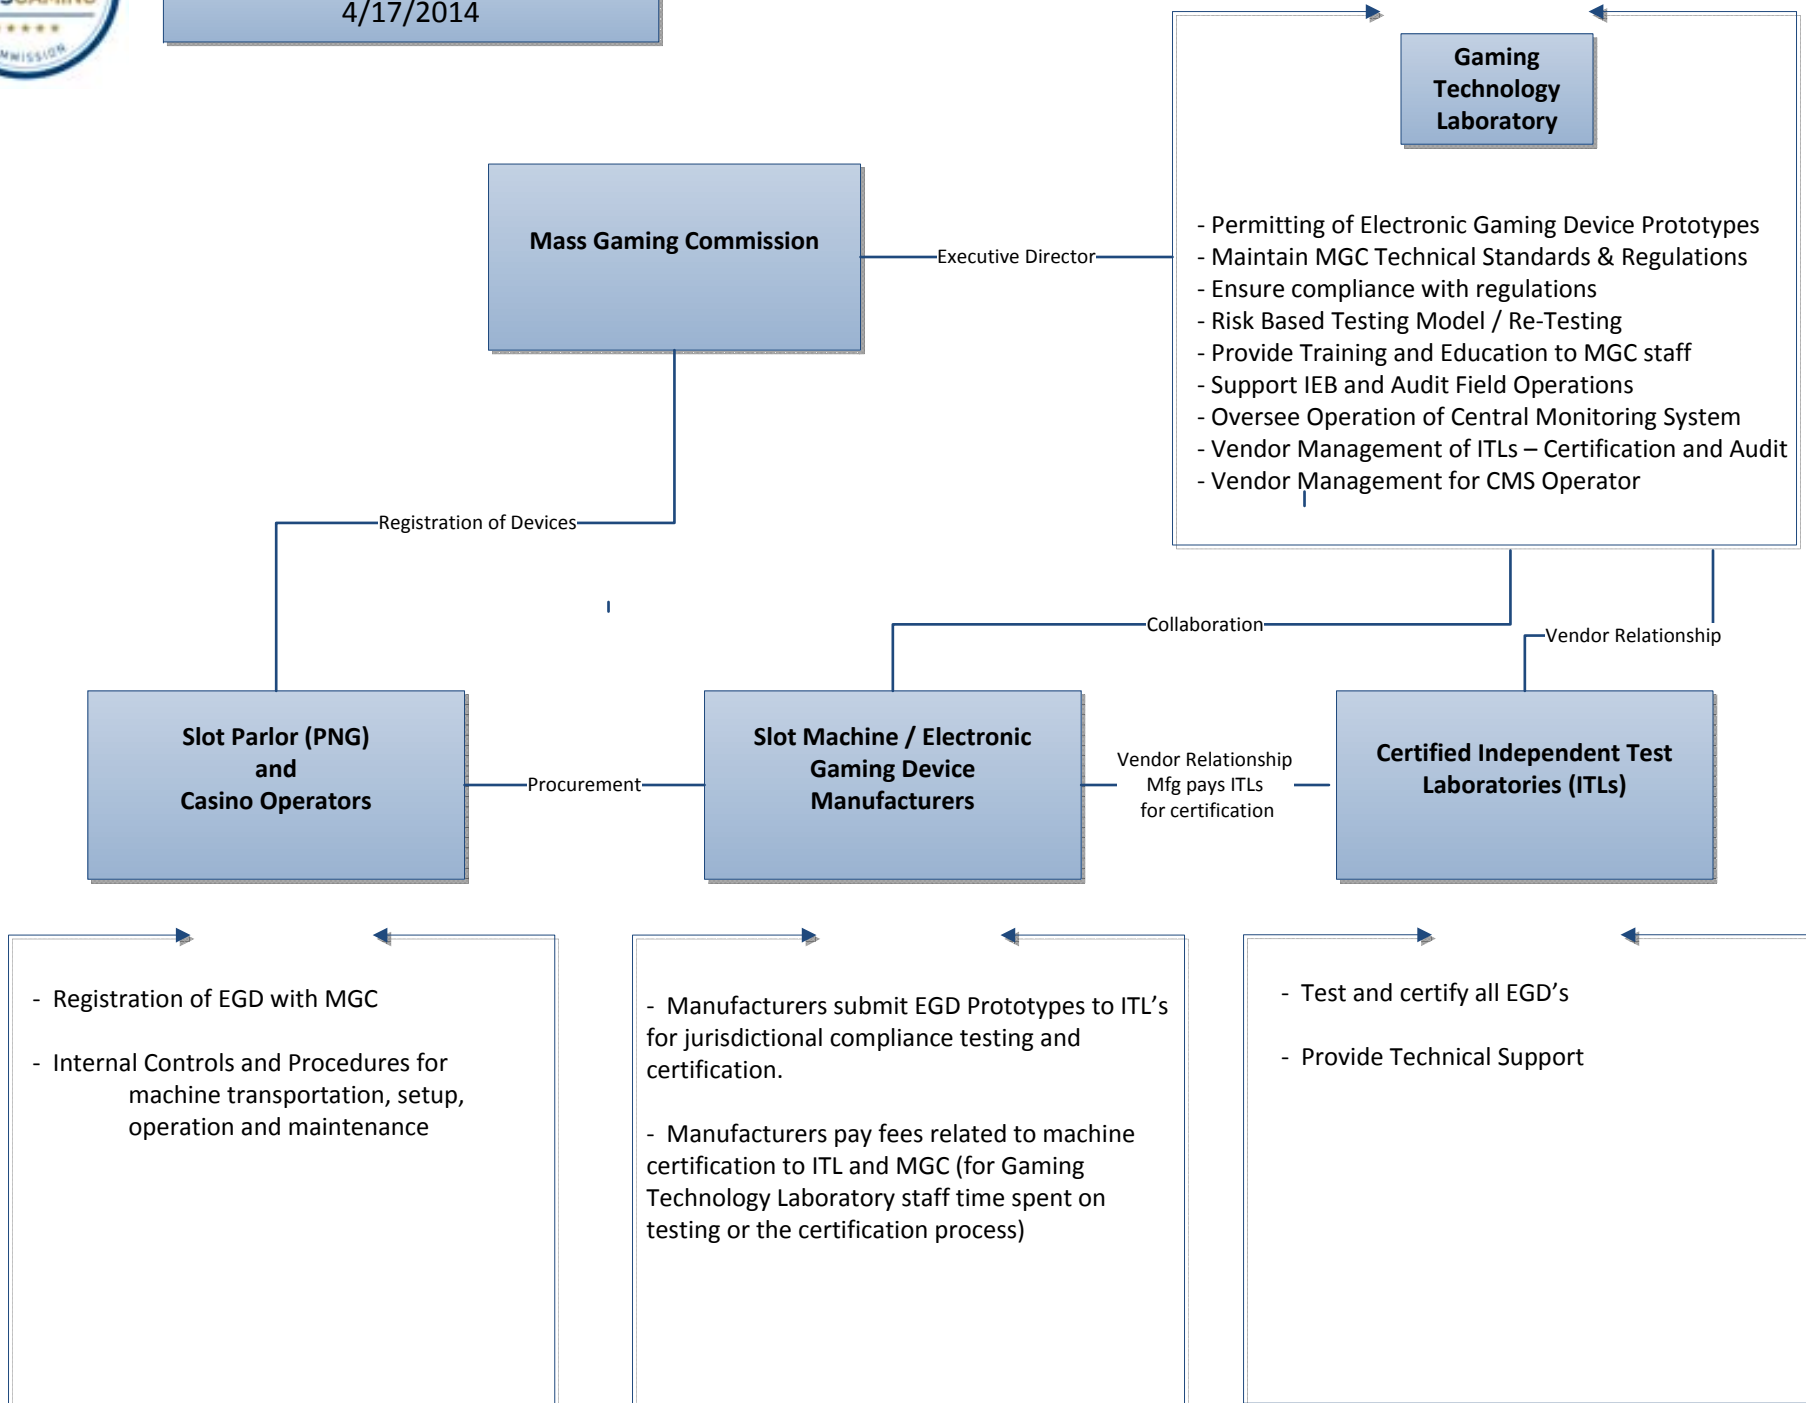 4/17/2014
Gaming
Technology
Laboratory
Mass Gaming Commission
Executive Director
- Permitting of Electronic Gaming Device Prototypes
- Maintain MGC Technical Standards & Regulations
- Ensure compliance with regulations
- Risk Based Testing Model / Re-Testing
- Provide Training and Education to MGC staff
- Support IEB and Audit Field Operations
- Oversee Operation of Central Monitoring System
- Vendor Management of ITLs – Certification and Audit
- Vendor Management for CMS Operator
Registration of Devices
Collaboration
Vendor Relationship
Slot Parlor (PNG)
and
Casino Operators
Procurement
Slot Machine / Electronic
Gaming Device
Manufacturers
Vendor Relationship
Mfg pays ITLs
for certification
Certified Independent Test
Laboratories (ITLs)
- Registration of EGD with MGC
- Internal Controls and Procedures for
machine transportation, setup,
operation and maintenance
- Manufacturers submit EGD Prototypes to ITL's
for jurisdictional compliance testing and
certification.
- Manufacturers pay fees related to machine
certification to ITL and MGC (for Gaming
Technology Laboratory staff time spent on
testing or the certification process)
- Test and certify all EGD's
- Provide Technical Support